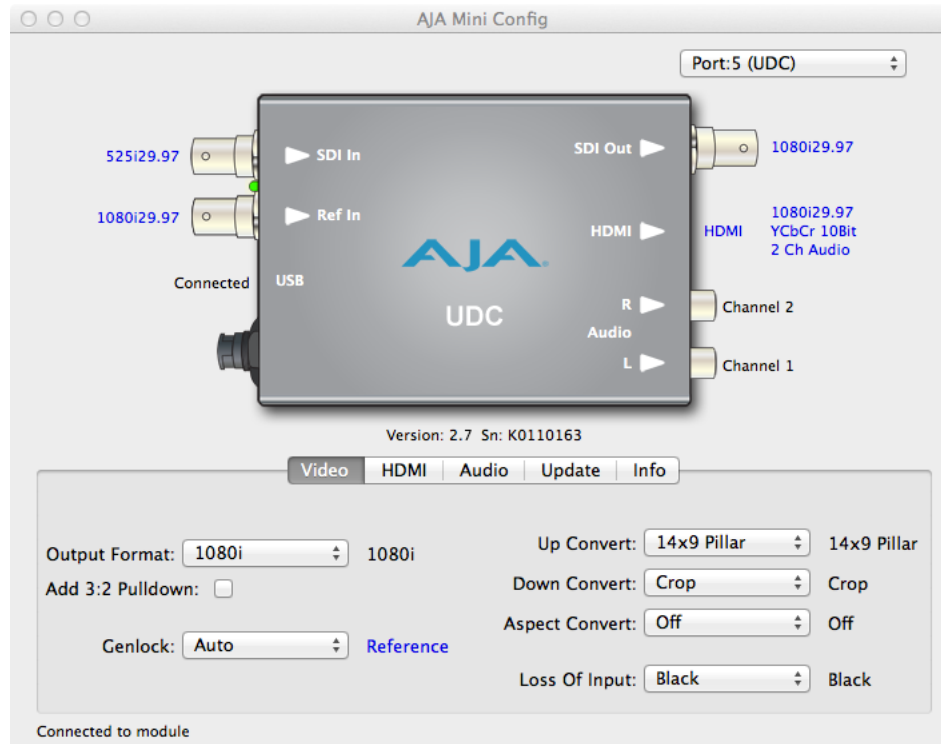 AJA Mini Config
Port:5 (UDC)
525i29.97
SDI In
SDI Out
1080i29.97
1080i29.97
Ref In
HDMI
HDMI
1080i29.97
YCbCr 10Bit
2 Ch Audio
AJA
Connected
USB
UDC
R
Channel 2
Audio
L
Channel 1
Version: 2.7 Sn: K0110163
Video HDMI Audio Update Info
Output Format: 1080i 1080i
Add 3:2 Pulldown:
Genlock: Auto Reference
Up Convert: 14x9 Pillar 14x9 Pillar
Down Convert: Crop Crop
Aspect Convert: Off Off
Loss Of Input: Black Black
Connected to module